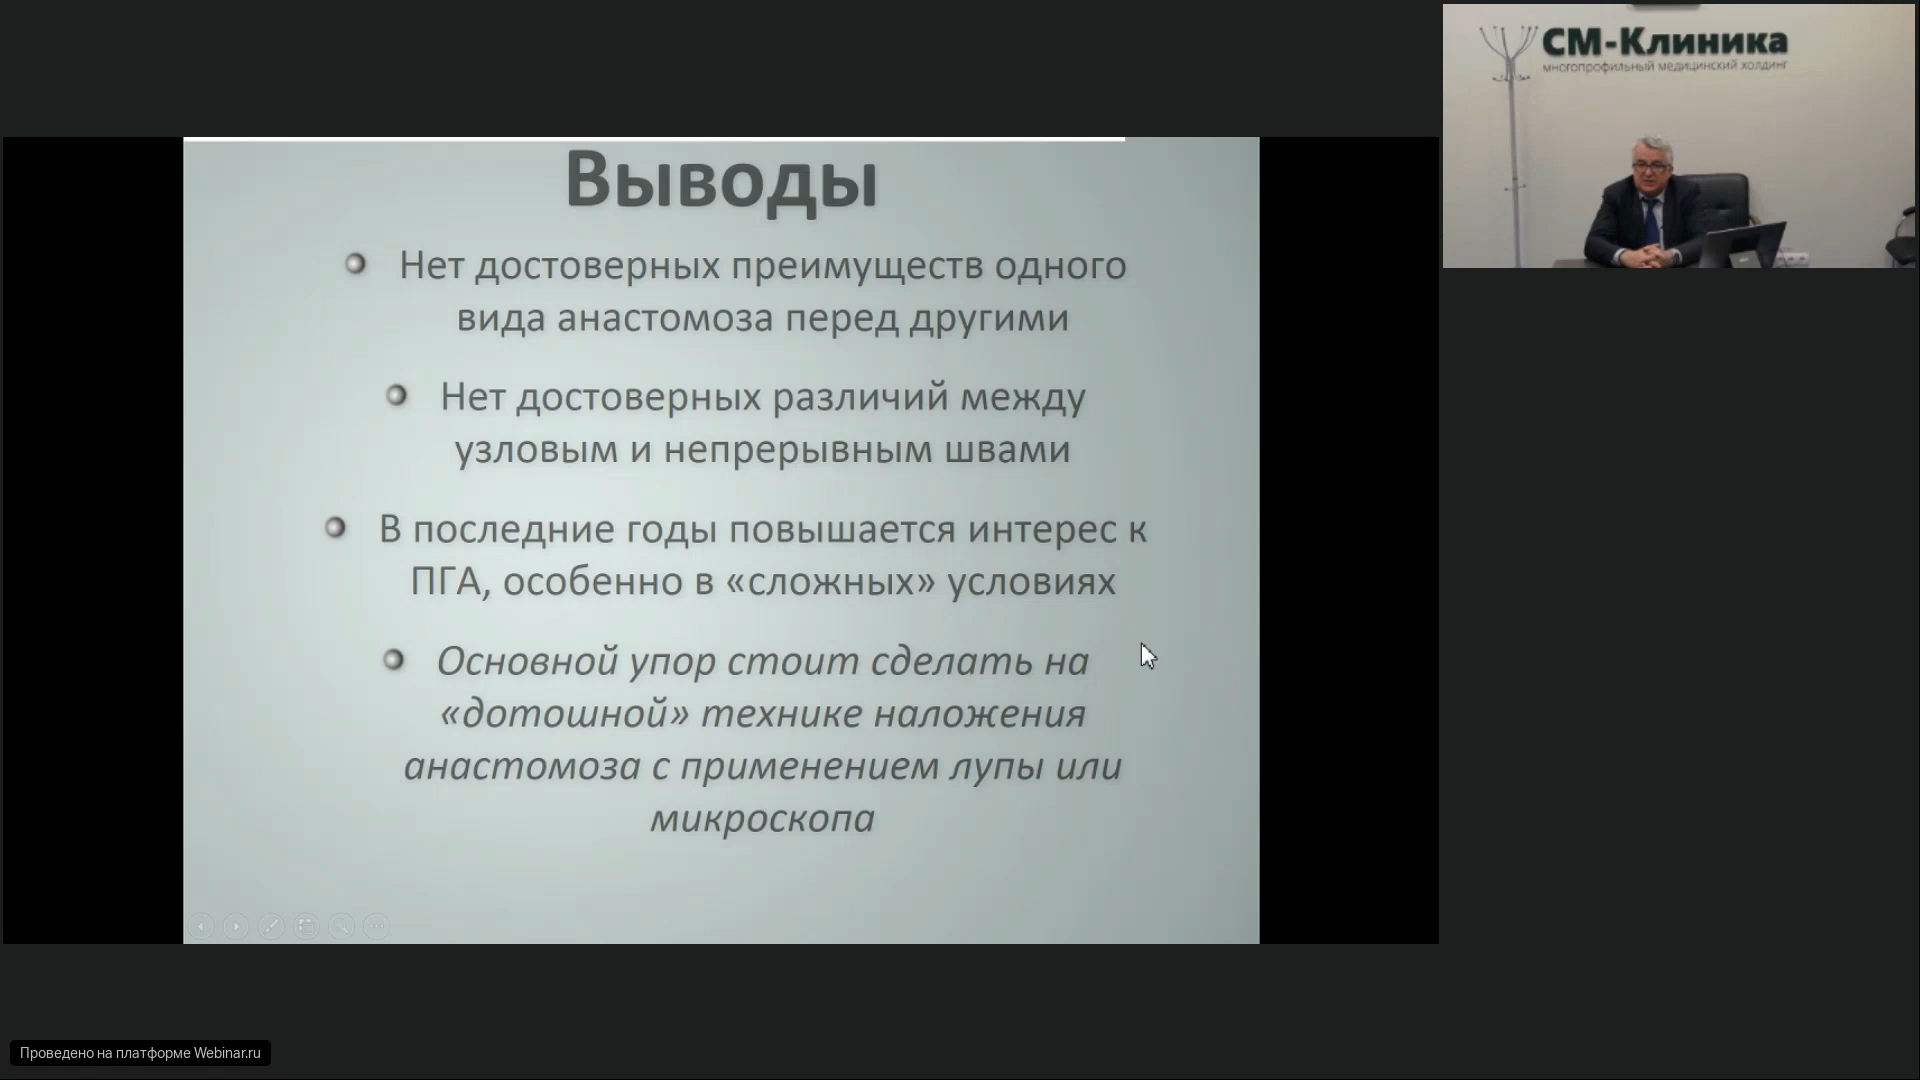 Выводы
Нет достоверных преимуществ одного
вида анастомоза перед другими
Нет достоверных различий между
узловым и непрерывным швами
В последние годы повышается интерес к
ПГА, особенно в «сложных» условиях
Основной упор стоит сделать на
«дотошной» технике наложения
анастомоза с применением лупы или
микроскопа
СМ-Клиника
многопрофильный медицинский холдинг
Проведено на платформе Webinar.ru